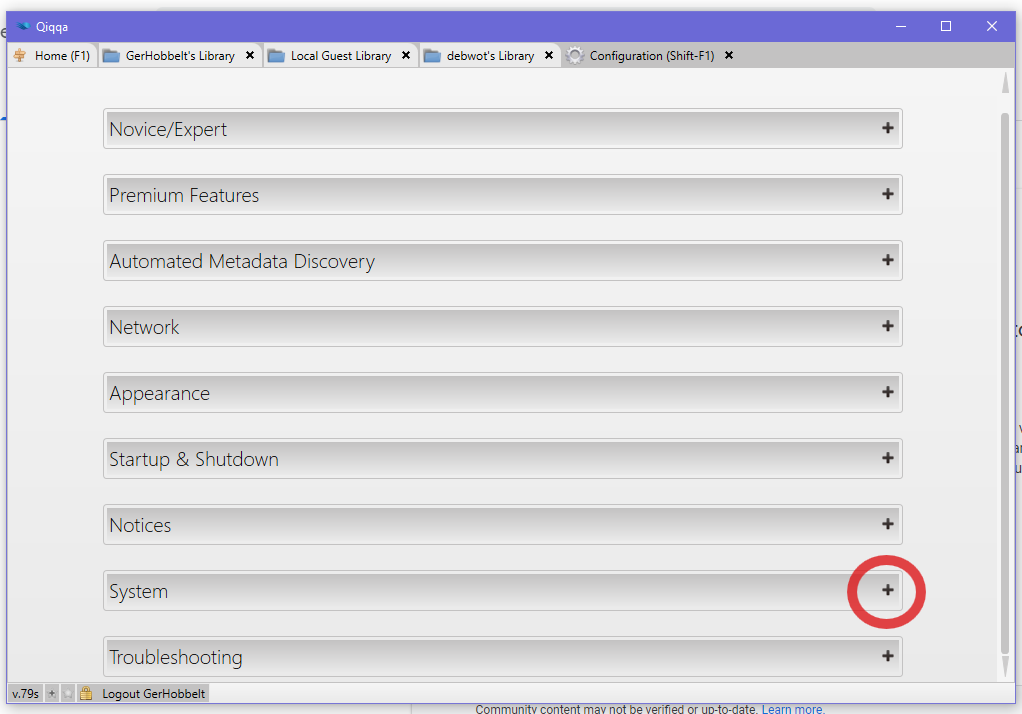 Qiqqa
Home (F1) GerHobbelt's Library Local Guest Library debwot's Library Configuration (Shift-F1)
Novice/Expert
Premium Features
Automated Metadata Discovery
Network
Appearance
Startup & Shutdown
Notices
System
Troubleshooting
v.79s + Logout GerHobbelt
Community content may not be verified or up-to-date. Learn more.